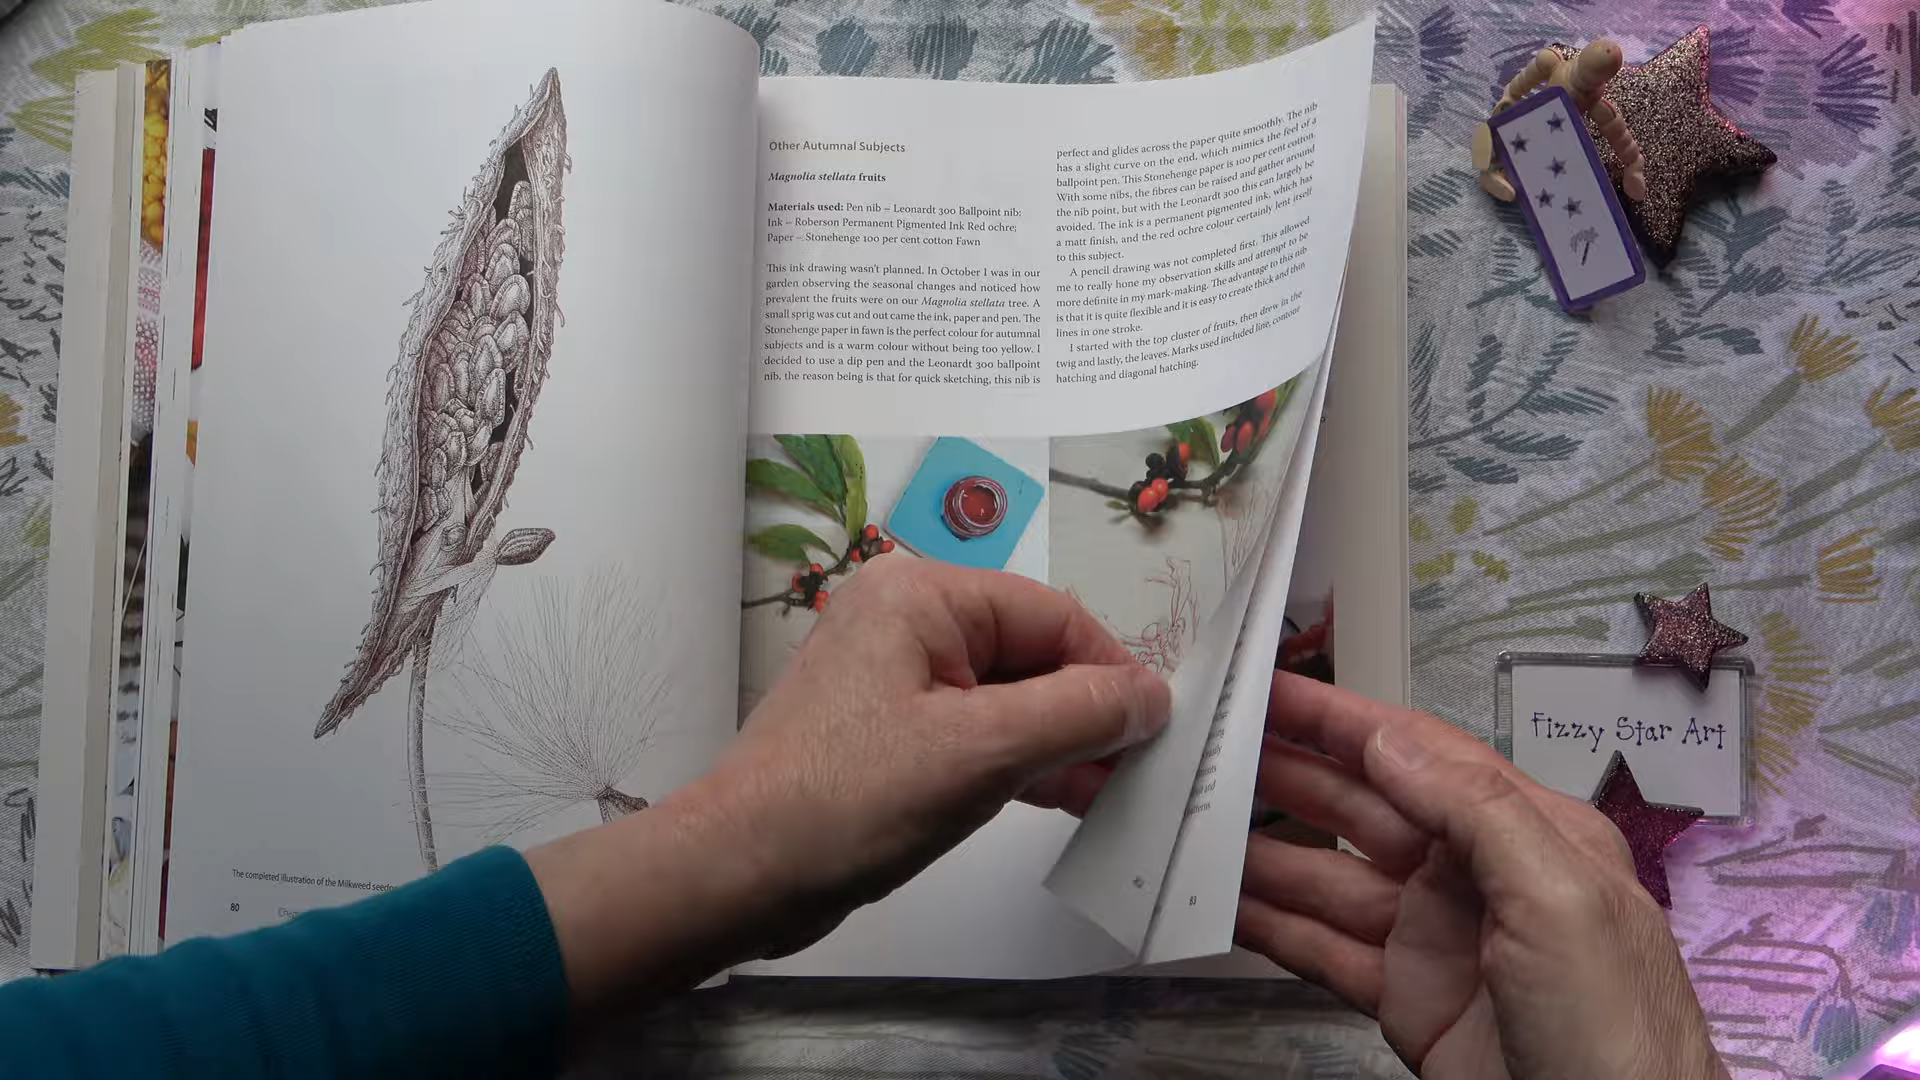 The completed illustration of the Milkweed
80
Other Autumnal Subjects
Magnolia stellata fruits
Materials used: Pen nib – Leonardt 300 Ballpoint nib;
Ink – Roberson Permanent Pigmented Ink Red ochre;
Paper – Stonehenge 100 per cent cotton Fawn
This ink drawing wasn't planned. In October I was in our
garden observing the seasonal changes and noticed how
prevalent the fruits were on our Magnolia stellata tree. A
small sprig was cut and out came the ink, paper and pen. The
Stonehenge paper in fawn is the perfect colour for autumnal
subjects and is a warm colour without being too yellow. I
decided to use a dip pen and the Leonardt 300 ballpoint
nib, the reason being is that for quick sketching, this nib is
perfect and glides across the paper quite smoothly. The nib
has a slight curve on the end, which mimics the feel of a
ballpoint pen. This Stonehenge paper is 100 per cent cotton.
With some nibs, the fibres can be raised and gather around
the nib point, but with the Leonardt 300 this can largely be
avoided. The ink is a permanent pigmented ink, which has
a matt finish, and the red ochre colour certainly lent itself
to this subject.
A pencil drawing was not completed first. This allowed
me to really hone my observation skills and attempt to be
more definite in my mark-making. The advantage to this nib
is that it is quite flexible and it is easy to create thick and thin
lines in one stroke.
I started with the top cluster of fruits, then drew in the
twig and lastly, the leaves. Marks used included line, contour
hatching and diagonal hatching.
83
Fizzy Star Art